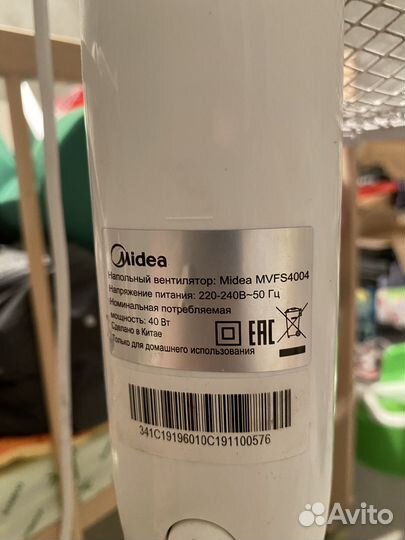 Midea
Напольный вентилятор: Midea MVFS4004
Напряжение питания: 220-240В~50 Гц
Номинальная потребляемая
мощность: 40 Вт
Сделано в Китае
Только для домашнего использования
EAC
341C19196010C191100576
Avito